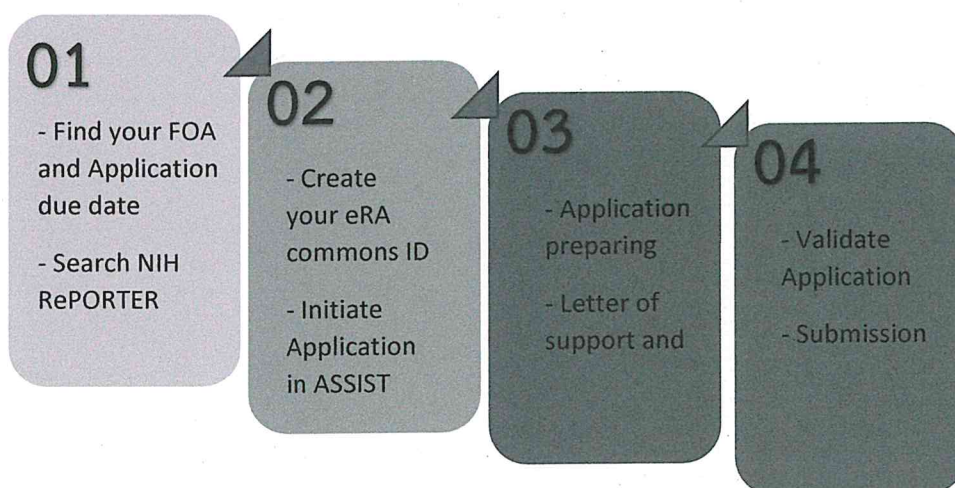 01
- Find your FOA
and Application
due date
- Search NIH
RePORTER
02
- Create
your eRA
commons ID
- Initiate
Application
in ASSIST
03
- Application
preparing
- Letter of
support and
04
- Validate
Application
- Submission